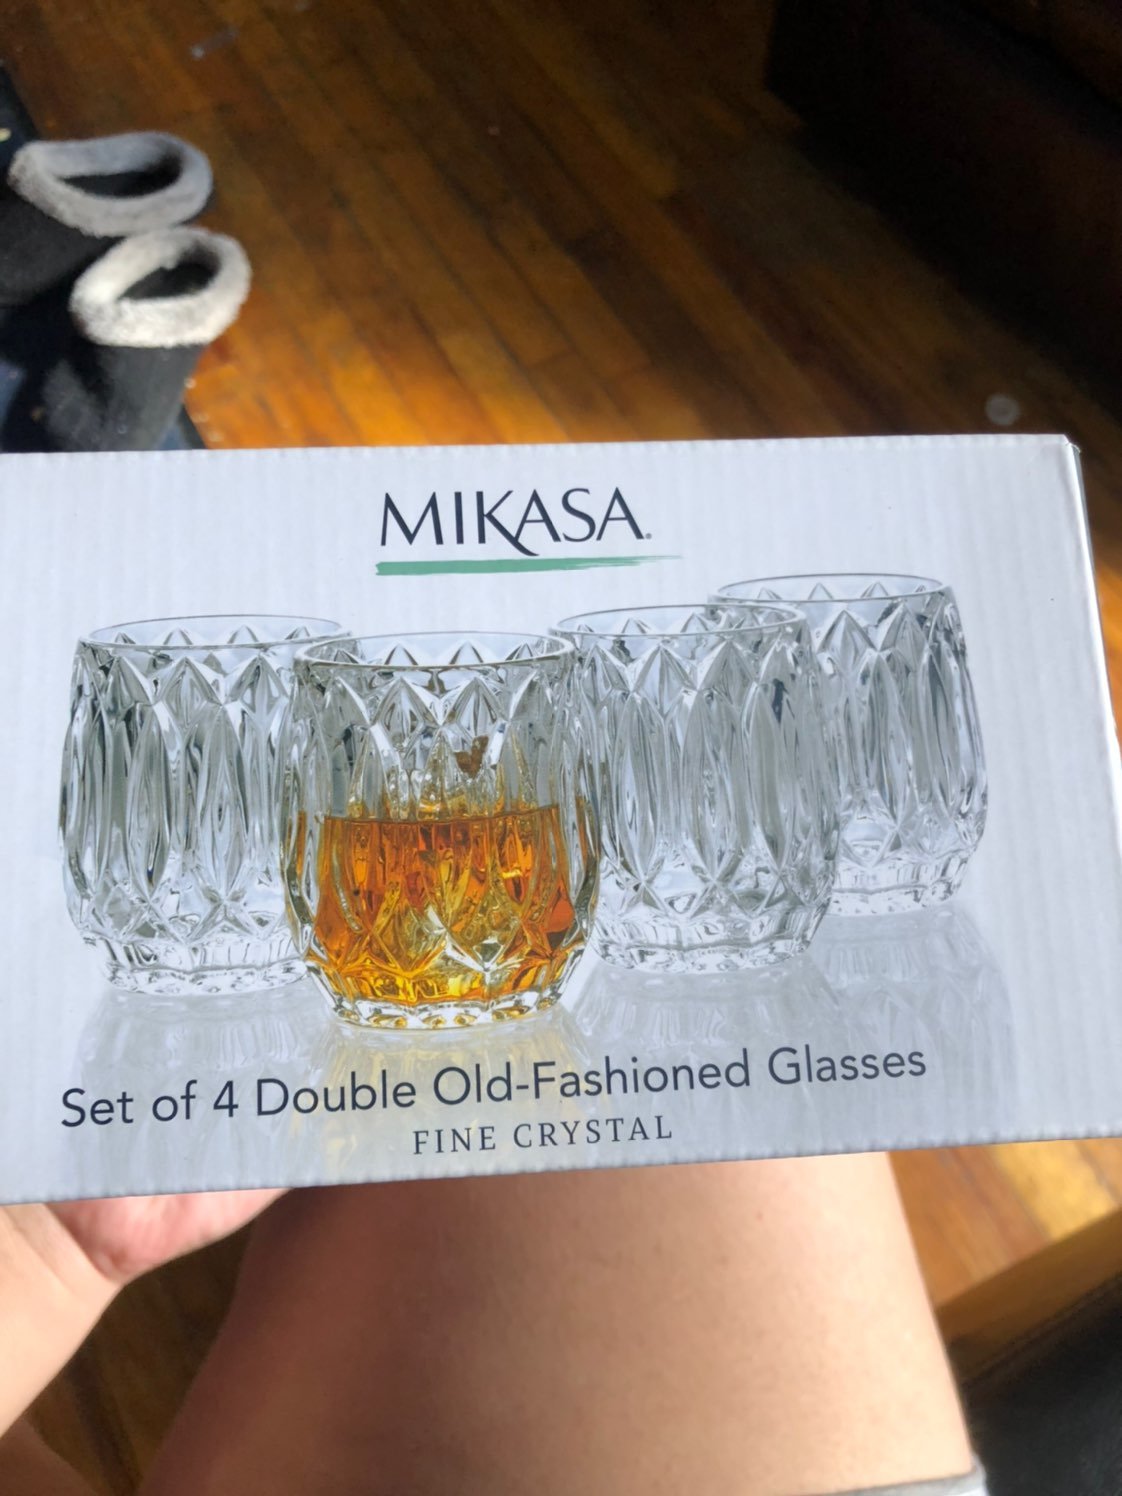 MIKASA
Set of 4 Double Old-Fashioned Glasses
FINE CRYSTAL